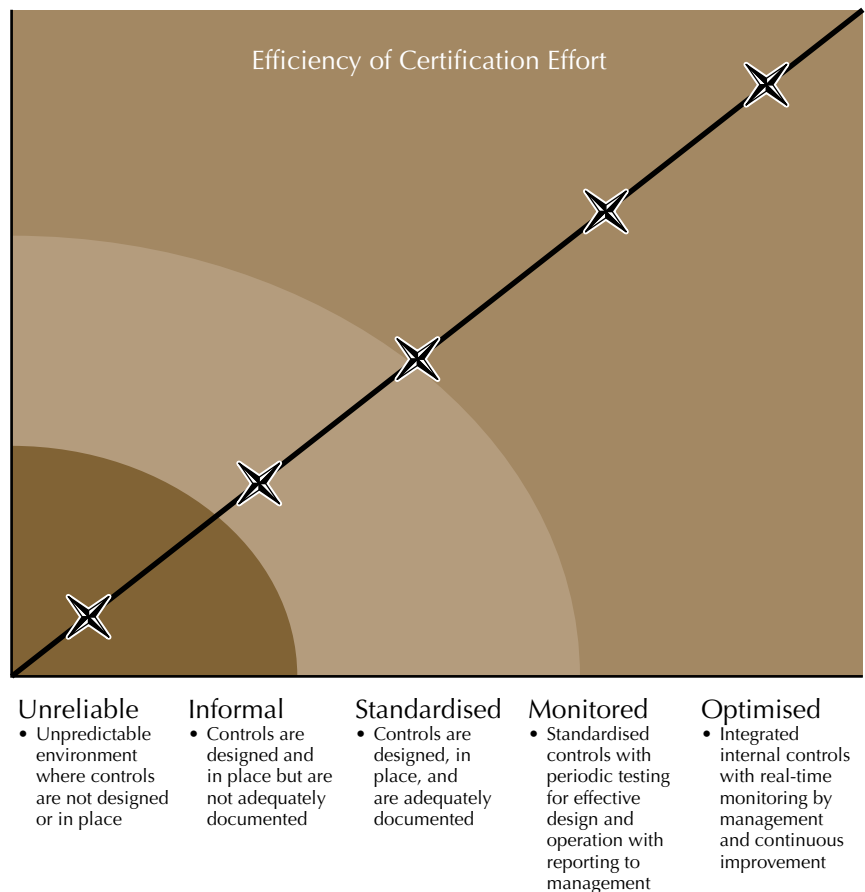 Efficiency of Certification Effort
Unreliable
• Unpredictable
environment
where controls
are not designed
or in place
Informal
• Controls are
designed and
in place but are
not adequately
documented
Standardised
• Controls are
designed, in
place, and
are adequately
documented
Monitored
• Standardised
controls with
periodic testing
for effective
design and
operation with
reporting to
management
Optimised
• Integrated
internal controls
with real-time
monitoring by
management
and continuous
improvement